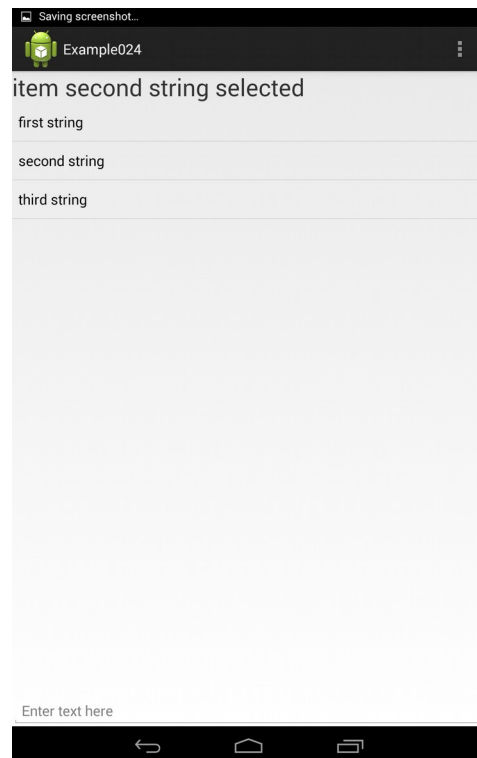 Saving screenshot...
Example024
item second string selected
first string
second string
third string
Enter text here